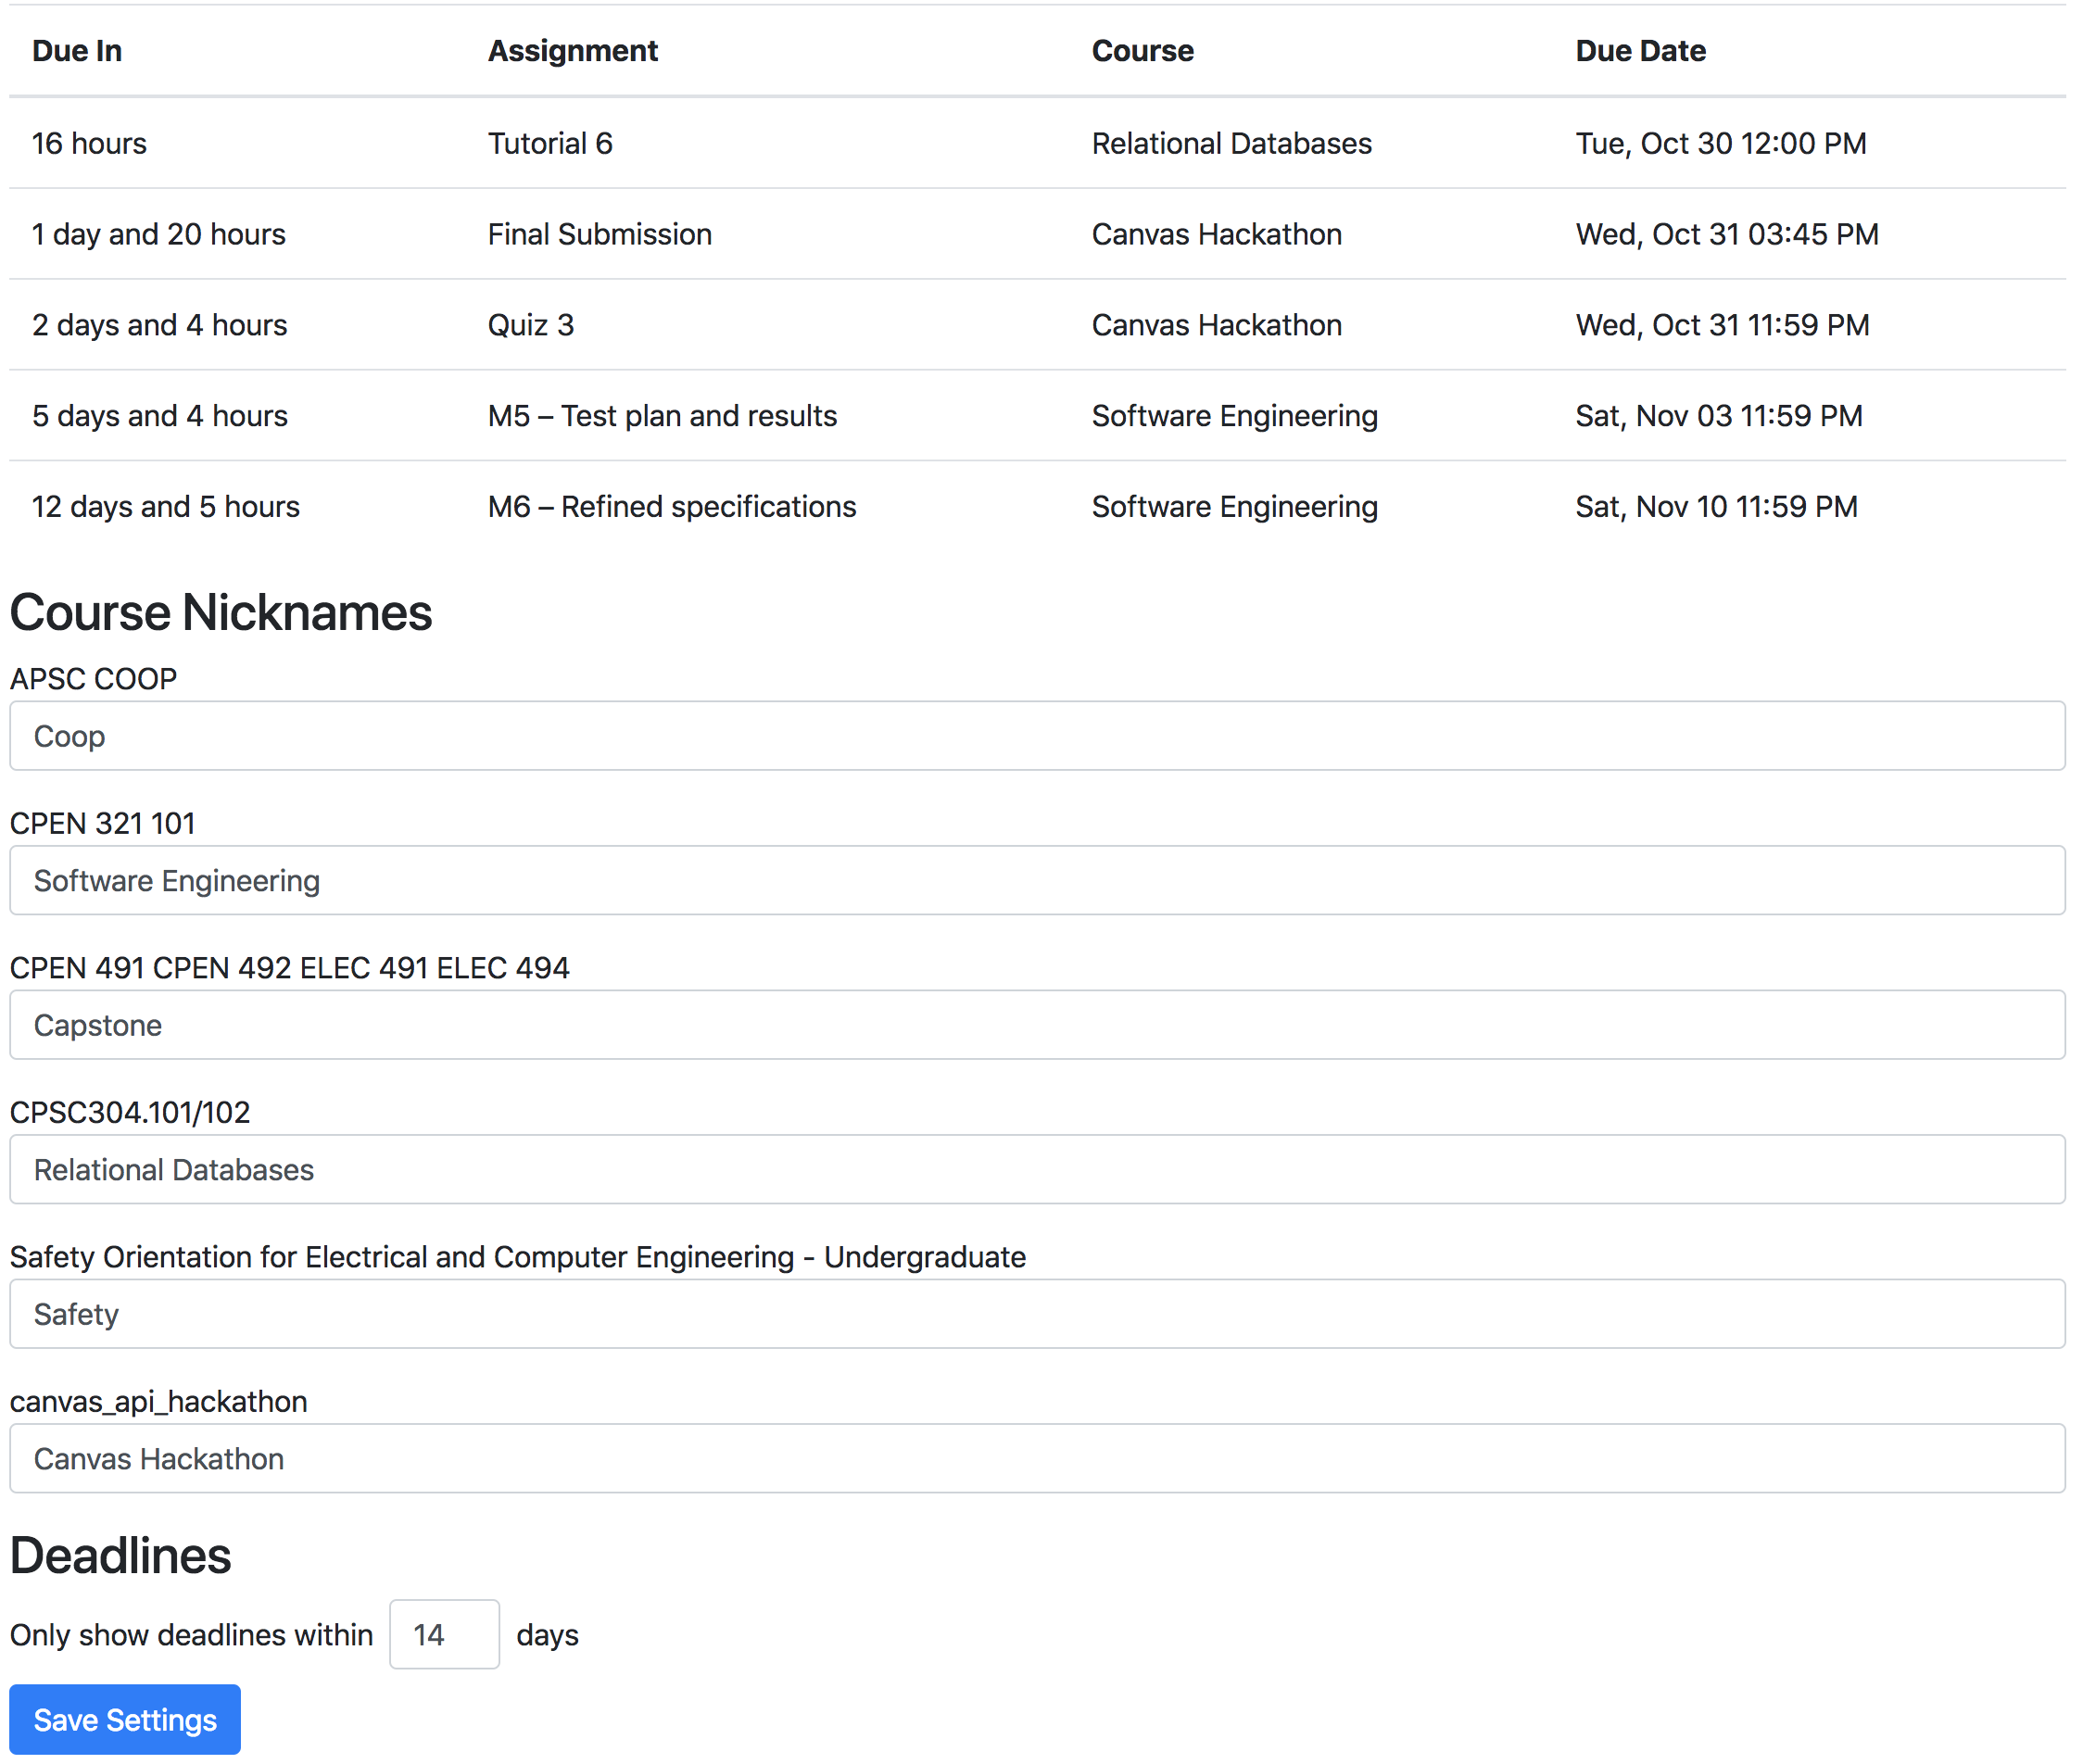 Due In Assignment Course Due Date
16 hours Tutorial 6 Relational Databases Tue, Oct 30 12:00 PM
1 day and 20 hours Final Submission Canvas Hackathon Wed, Oct 31 03:45 PM
2 days and 4 hours Quiz 3 Canvas Hackathon Wed, Oct 31 11:59 PM
5 days and 4 hours M5 – Test plan and results Software Engineering Sat, Nov 03 11:59 PM
12 days and 5 hours M6 – Refined specifications Software Engineering Sat, Nov 10 11:59 PM
Course Nicknames
APSC COOP
Coop
CPEN 321 101
Software Engineering
CPEN 491 CPEN 492 ELEC 491 ELEC 494
Capstone
CPSC304.101/102
Relational Databases
Safety Orientation for Electrical and Computer Engineering - Undergraduate
Safety
canvas_api_hackathon
Canvas Hackathon
Deadlines
Only show deadlines within 14 days
Save Settings